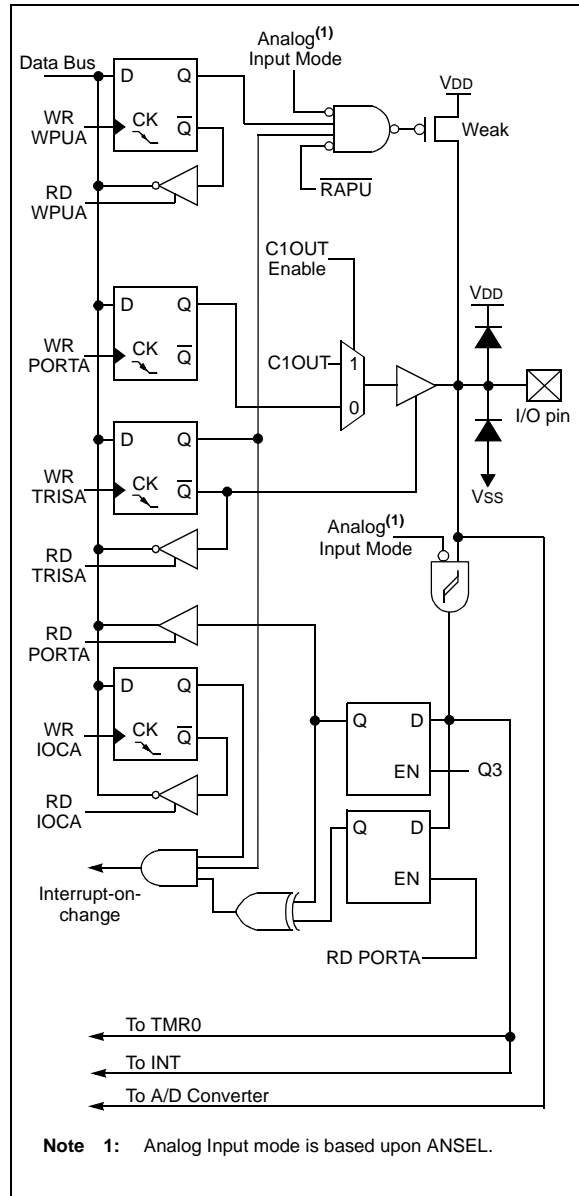 Analog(1)
Input Mode
Data Bus
D Q
VDD
WR
WPUA
CK
Q
Weak
RD
WPUA
RAPU
C1OUT
Enable
D Q
VDD
WR
PORTA
CK
Q
C1OUT
1
0
I/O pin
D Q
WR
TRISA
CK
Q
VSS
Analog(1)
Input Mode
RD
TRISA
RD
PORTA
D Q
Q D
WR
IOCA
CK
Q
EN
Q3
RD
IOCA
Q D
EN
Interrupt-on-
change
RD PORTA
To TMR0
To INT
To A/D Converter
Note 1: Analog Input mode is based upon ANSEL.